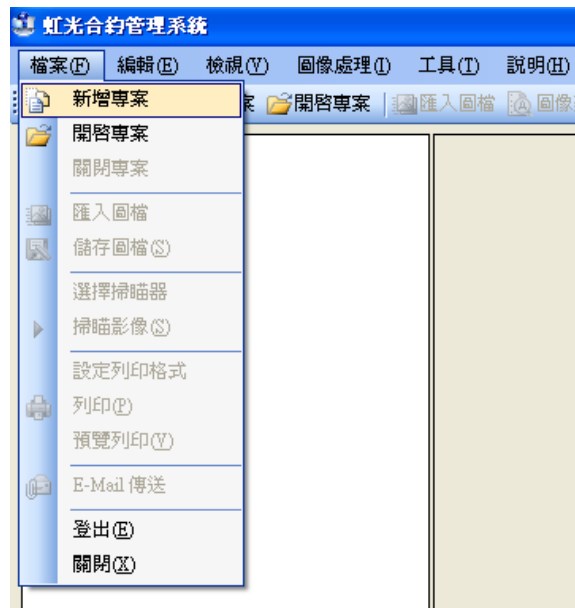 虹光合約管理系統
檔案(F) 編輯(E) 檢視(V) 圖像處理(I) 工具(T) 說明(H)
新增專案 案 開啓專案 匯入圖檔 圖像
開啓專案
關閉專案
匯入圖檔
儲存圖檔(S)
選擇掃瞄器
掃瞄影像(S)
設定列印格式
列印(P)
預覽列印(V)
E-Mail 傳送
登出(E)
關閉(X)